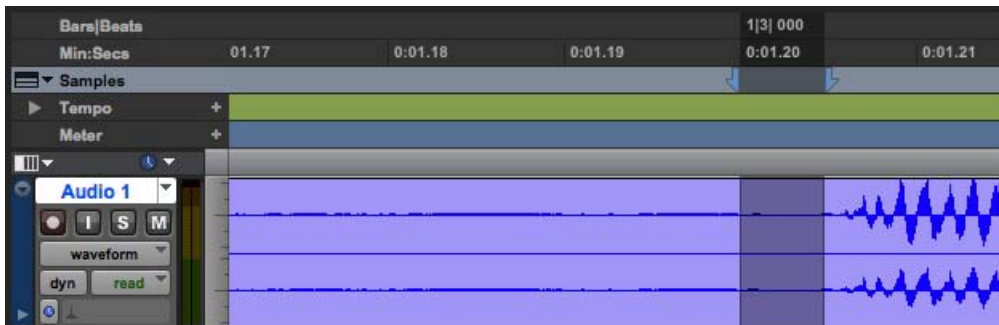 Bars|Beats 1|3| 000
Min:Secs 01.17 0:01.18 0:01.19 0:01.20 0:01.21
Samples
Tempo +
Meter +
Audio 1
I S M
waveform
dyn read